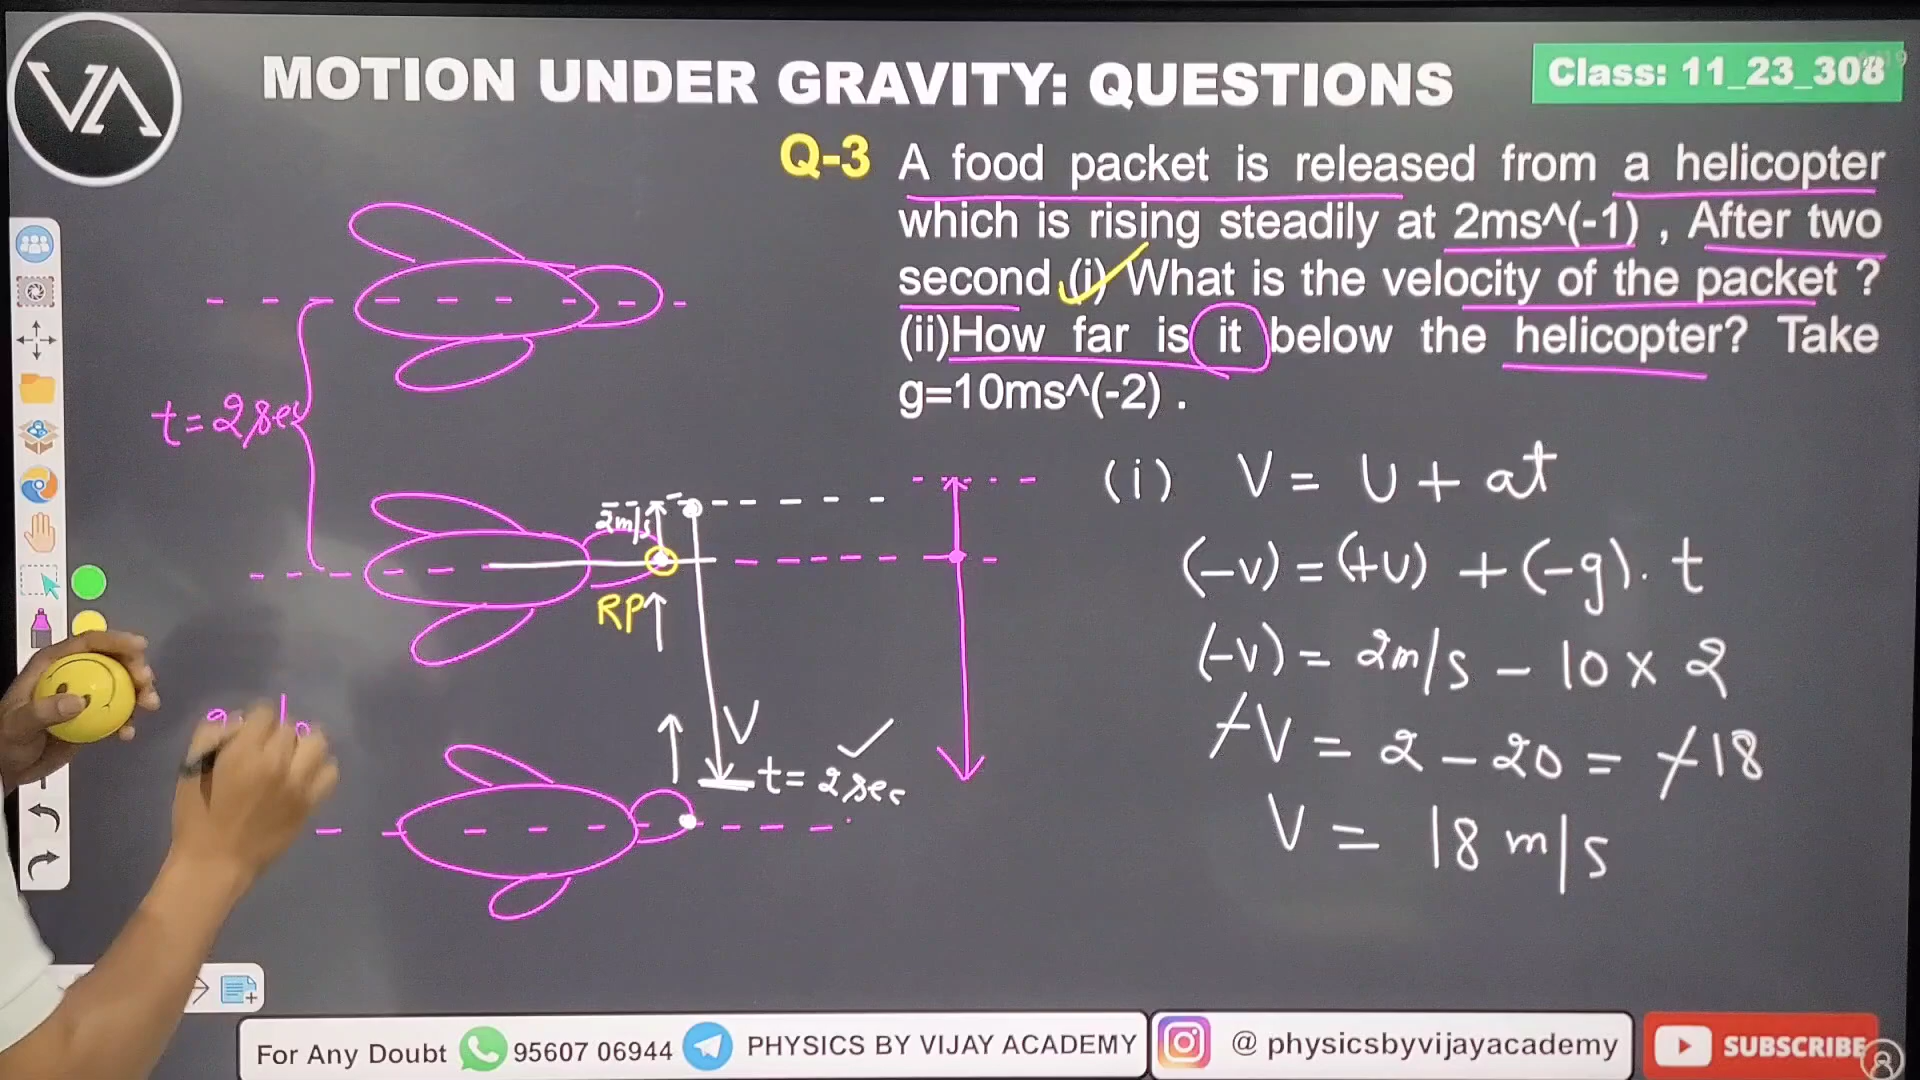 VA
MOTION UNDER GRAVITY: QUESTIONS
Class: 11_23_308
Q-3 A food packet is released from a helicopter
which is rising steadily at 2ms^(-1) , After two
second (i) What is the velocity of the packet ?
(ii)How far is it below the helicopter? Take
g=10ms^(-2) .
t=2sec
2m/s
RP
V
t=2sec
(i) V = U + at
(-v) = (+U) + (-g). t
(-v) = 2m/s - 10 x 2
-V = 2 - 20 = -18
V = 18 m/s
For Any Doubt 95607 06944 PHYSICS BY VIJAY ACADEMY
@ physicsbyvijayacademy
SUBSCRIBE